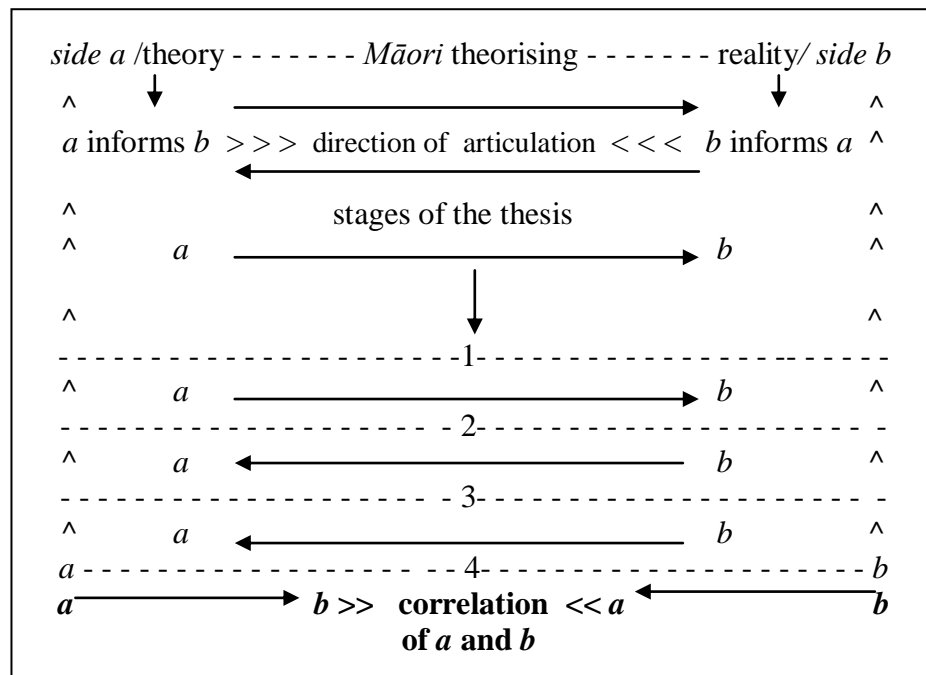 side a /theory - - - - - - - Māori theorising - - - - - - - reality/ side b
^ ^
a informs b > > > direction of articulation < < < b informs a ^
^ stages of the thesis ^
^ a b ^
^ ^
- - - - - - - - - - - - - - - - - - - - - - -1- - - - - - - - - - - - - - - - -- - - - - -
^ a b ^
- - - - - - - - - - - - - - - - - - - - - - -2- - - - - - - - - - - - - - - - - - - - - -
^ a b ^
- - - - - - - - - - - - - - - - - - - - - - -3- - - - - - - - - - - - - - - - - - - - - -
^ a b ^
a - - - - - - - - - - - - - - - - - - - - - -4- - - - - - - - - - - - - - - - - - - - - b
a b >> correlation << a b
of a and b